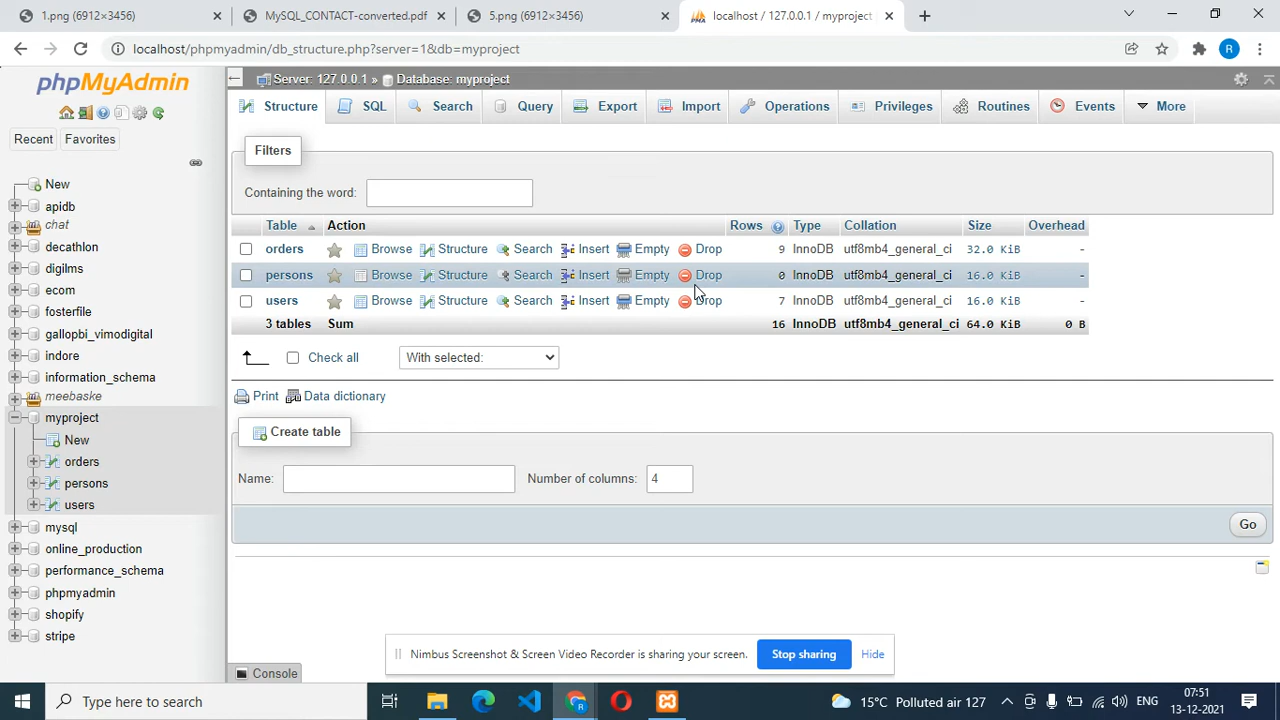 1.png (6912×3456)
MySQL_CONTACT-converted.pdf
5.png (6912×3456)
localhost / 127.0.0.1 / myproject
localhost/phpmyadmin/db_structure.php?server=1&db=myproject
R
phpMyAdmin
Recent
Favorites
New
apidb
chat
decathlon
digilms
ecom
fosterfile
gallopbi_vimodigital
indore
information_schema
meebaske
myproject
New
orders
persons
users
mysql
online_production
performance_schema
phpmyadmin
shopify
stripe
Server: 127.0.0.1 » Database: myproject
Structure SQL Search Query Export Import Operations Privileges Routines Events More
Filters
Containing the word:
Table Action Rows Type Collation Size Overhead
orders Browse Structure Search Insert Empty Drop 9 InnoDB utf8mb4_general_ci 32.0 KiB -
persons Browse Structure Search Insert Empty Drop 0 InnoDB utf8mb4_general_ci 16.0 KiB -
users Browse Structure Search Insert Empty Drop 7 InnoDB utf8mb4_general_ci 16.0 KiB -
3 tables Sum 16 InnoDB utf8mb4_general_ci 64.0 KiB 0 B
Check all With selected:
Print Data dictionary
Create table
Name: Number of columns: 4
Go
Nimbus Screenshot & Screen Video Recorder is sharing your screen. Stop sharing Hide
Console
Type here to search
15°C Polluted air 127
ENG
07:51
13-12-2021